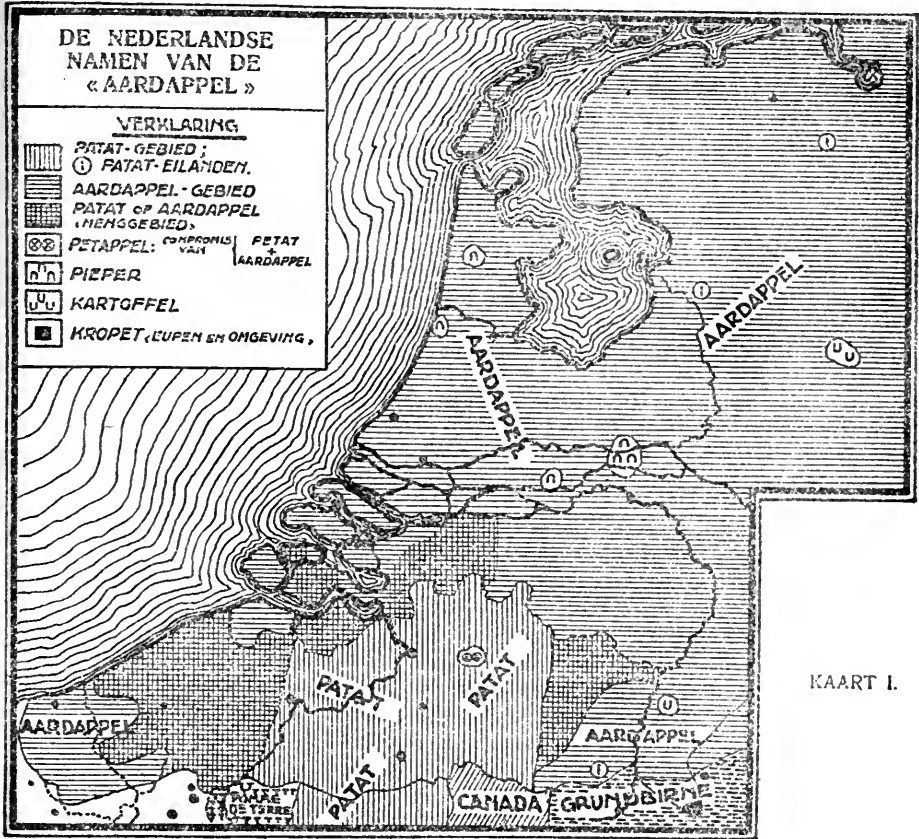 DE NEDERLANDSE
NAMEN VAN DE
« AARDAPPEL »
VERKLARING
PATAT-GEBIED;
I PATAT-EILANDEN.
AARDAPPEL-GEBIED
PATAT OF AARDAPPEL
(MENGGEBIED)
PETAPPEL: COMPROMIS VAN PETAT + AARDAPPEL
PIEPER
KARTOFFEL
KROPET (EUPEN EN OMGEVING)
AARDAPPEL
AARDAPPEL
PATAT
PATAT
AARDAPPEL
AARDAPPEL
PATAT
CANADA
GRUNDBIRNE
KAART I.